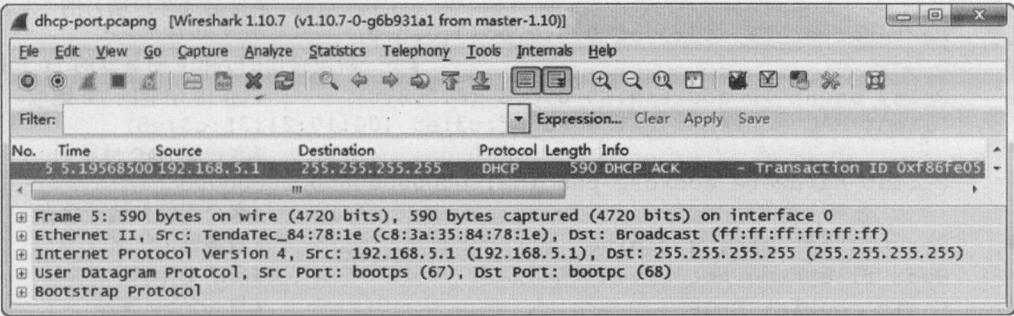 dhcp-port.pcapng [Wireshark 1.10.7 (v1.10.7-0-g6b931a1 from master-1.10)]
File Edit View Go Capture Analyze Statistics Telephony Tools Internals Help
Filter: Expression... Clear Apply Save
No. Time Source Destination Protocol Length Info
5 5.19568500 192.168.5.1 255.255.255.255 DHCP 590 DHCP ACK - Transaction ID 0xf86fe05
Frame 5: 590 bytes on wire (4720 bits), 590 bytes captured (4720 bits) on interface 0
Ethernet II, Src: TendaTec_84:78:1e (c8:3a:35:84:78:1e), Dst: Broadcast (ff:ff:ff:ff:ff:ff)
Internet Protocol Version 4, Src: 192.168.5.1 (192.168.5.1), Dst: 255.255.255.255 (255.255.255.255)
User Datagram Protocol, Src Port: bootps (67), Dst Port: bootpc (68)
Bootstrap Protocol